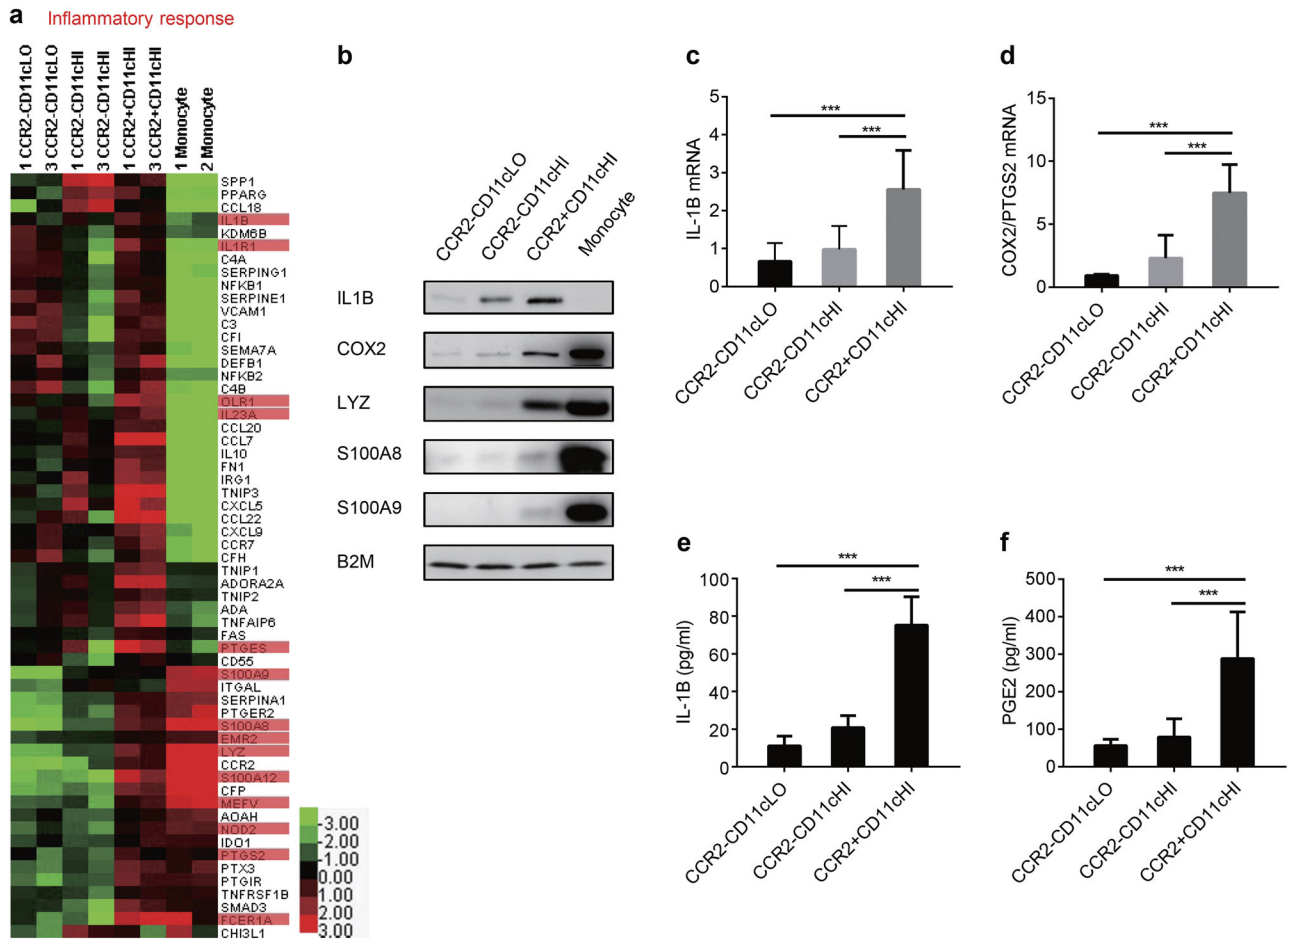 a Inflammatory response
1 CCR2-CD11cLO
3 CCR2-CD11cLO
1 CCR2-CD11cHI
3 CCR2-CD11cHI
1 CCR2+CD11cHI
3 CCR2+CD11cHI
1 Monocyte
2 Monocyte
SPP1
PPARG
CCL18
IL1B
KDM6B
IL1R1
C4A
SERPING1
NFKB1
SERPINE1
VCAM1
C3
CFI
SEMA7A
DEFB1
NFKB2
C4B
OLR1
IL23A
CCL20
CCL7
IL10
FN1
IRG1
TNIP3
CXCL5
CCL22
CXCL9
CCR7
CFH
TNIP1
ADORA2A
TNIP2
ADA
TNFAIP6
FAS
PTGES
CD55
S100A9
ITGAL
SERPINA1
PTGER2
S100A8
EMR2
LYZ
CCR2
S100A12
CFP
MEFV
AOAH
NOD2
IDO1
PTGS2
PTX3
PTGIR
TNFRSF1B
SMAD3
FCER1A
CHI3L1
-3.00
-2.00
-1.00
0.00
1.00
2.00
3.00
b
CCR2-CD11cLO
CCR2-CD11cHI
CCR2+CD11cHI
Monocyte
IL1B
COX2
LYZ
S100A8
S100A9
B2M
c
IL-1B mRNA
5
4
3
2
1
0
***
***
CCR2-CD11cLO
CCR2-CD11cHI
CCR2+CD11cHI
d
COX2/PTGS2 mRNA
15
10
5
0
***
***
CCR2-CD11cLO
CCR2-CD11cHI
CCR2+CD11cHI
e
IL-1B (pg/ml)
100
80
60
40
20
0
***
***
CCR2-CD11cLO
CCR2-CD11cHI
CCR2+CD11cHI
f
PGE2 (pg/ml)
500
400
300
200
100
0
***
***
CCR2-CD11cLO
CCR2-CD11cHI
CCR2+CD11cHI